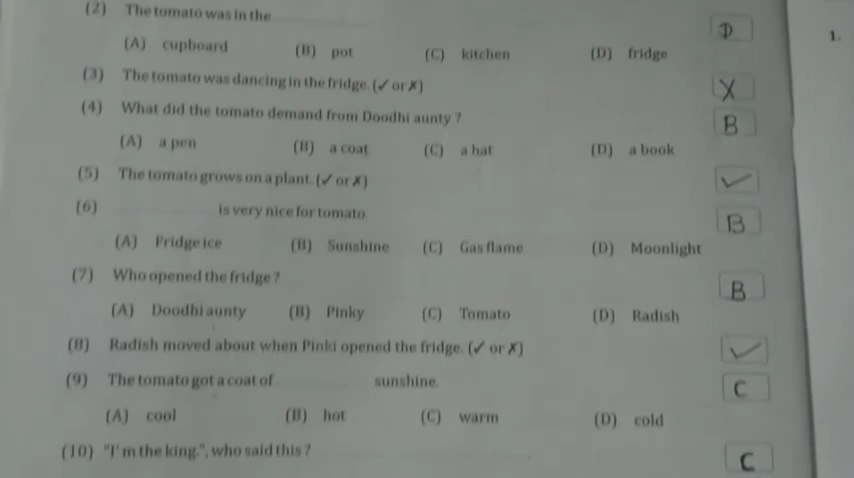 (2) The tomato was in the ________ D
(A) cupboard (B) pot (C) kitchen (D) fridge
(3) The tomato was dancing in the fridge. (✓ or ✗) X
(4) What did the tomato demand from Doodhi aunty ? B
(A) a pen (B) a coat (C) a hat (D) a book
(5) The tomato grows on a plant. (✓ or ✗) ✓
(6) ________ is very nice for tomato. B
(A) Fridge ice (B) Sunshine (C) Gas flame (D) Moonlight
(7) Who opened the fridge ? B
(A) Doodhi aunty (B) Pinky (C) Tomato (D) Radish
(8) Radish moved about when Pinki opened the fridge. (✓ or ✗) ✓
(9) The tomato got a coat of ________ sunshine. C
(A) cool (B) hot (C) warm (D) cold
(10) "I'm the king.", who said this ? C
1.